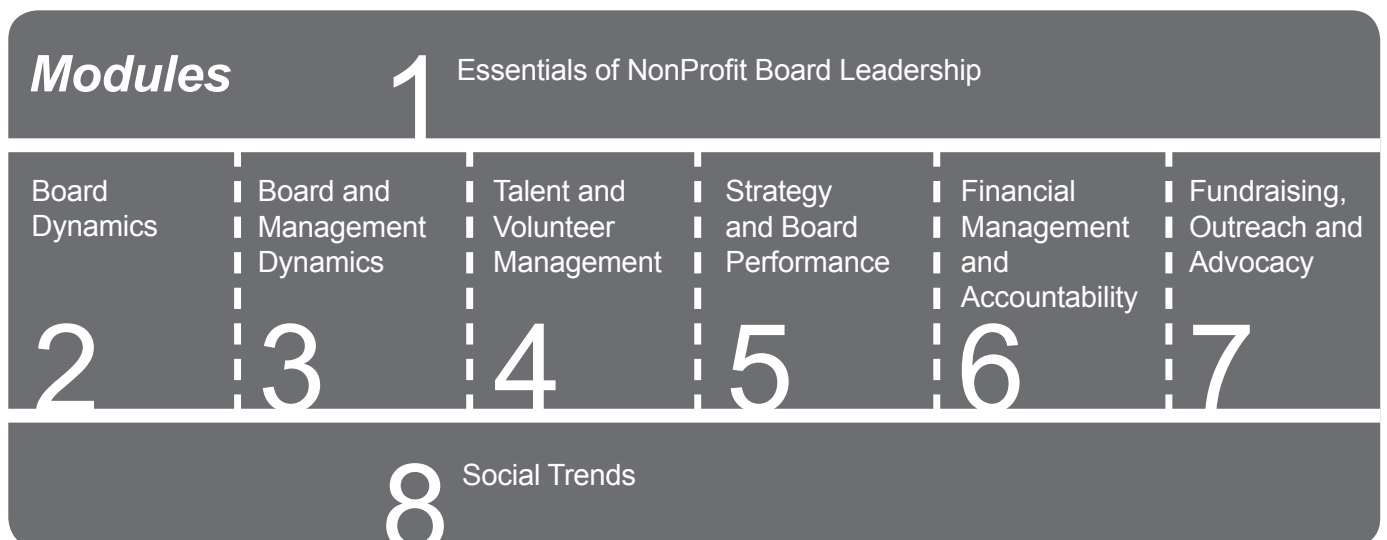 Modules
1
Essentials of NonProfit Board Leadership
Board
Dynamics
2
Board and
Management
Dynamics
3
Talent and
Volunteer
Management
4
Strategy
and Board
Performance
5
Financial
Management
and
Accountability
6
Fundraising,
Outreach and
Advocacy
7
8
Social Trends